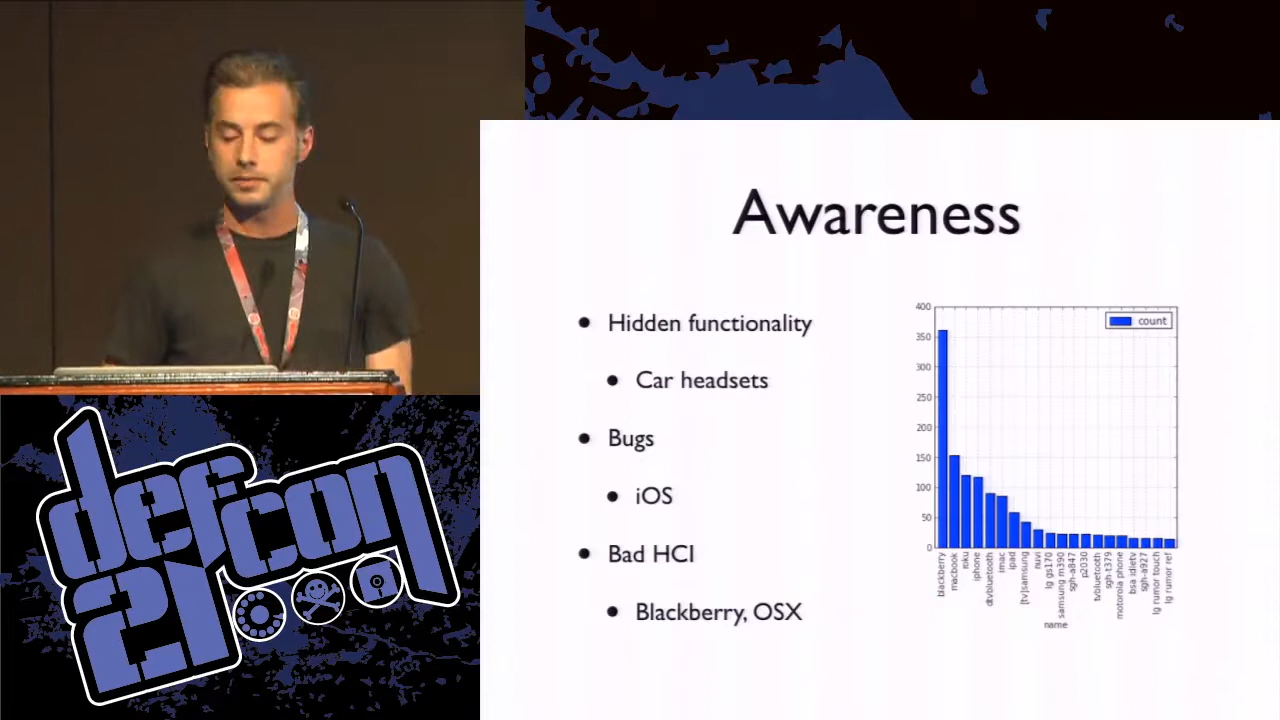 Awareness
Hidden functionality
Car headsets
Bugs
iOS
Bad HCI
Blackberry, OSX
400
350
300
250
200
150
100
50
0
count
blackberry
macbook
roku
iphone
dtvbluetooth
imac
ipad
[tv]samsung
nuvi
lg gs170
samsung m390
sgh-a847
p2030
tvbluetooth
sgh-t379
motorola phone
bsa idletv
sgh-a927
lg rumor touch
lg rumor ref
name
defcon
21